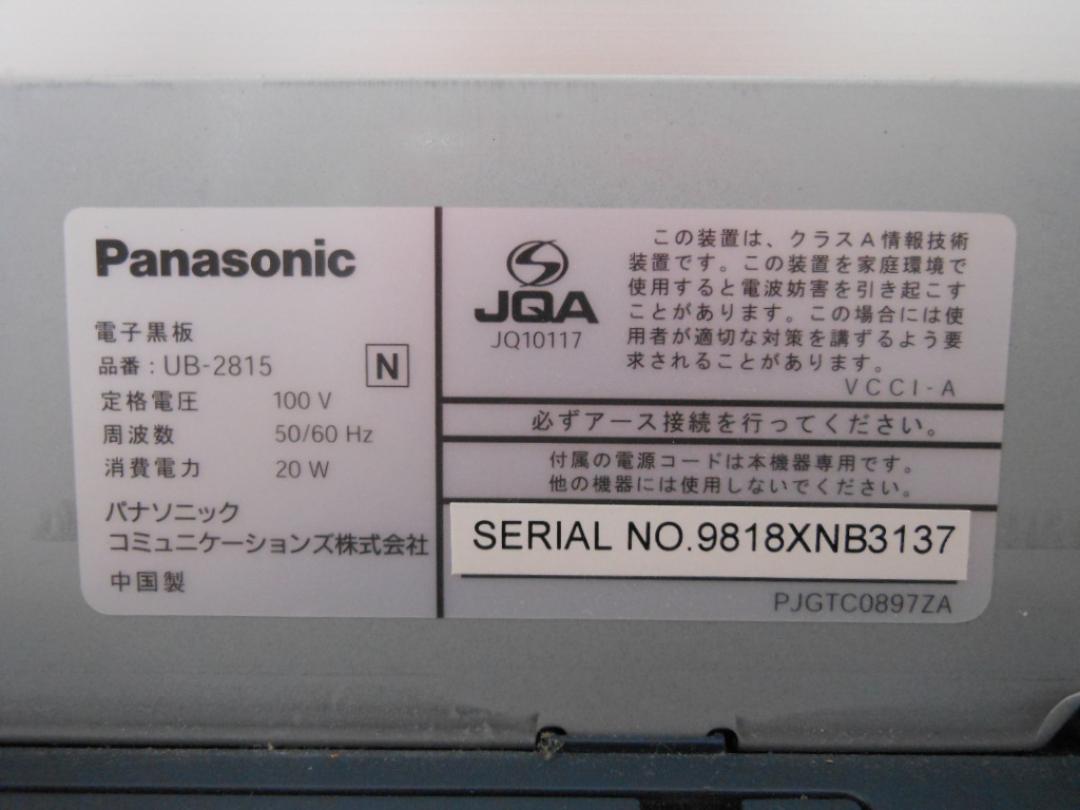 Panasonic
電子黒板
品番：UB-2815
N
定格電圧 100 V
周波数 50/60 Hz
消費電力 20 W
パナソニック
コミュニケーションズ株式会社
中国製
JQA
JQ10117
この装置は、クラスA情報技術
装置です。この装置を家庭環境で
使用すると電波妨害を引き起こす
ことがあります。この場合には使
用者が適切な対策を講ずるよう要
求されることがあります。
VCCI-A
必ずアース接続を行ってください。
付属の電源コードは本機器専用です。
他の機器には使用しないでください。
SERIAL NO.9818XNB3137
PJGTC0897ZA